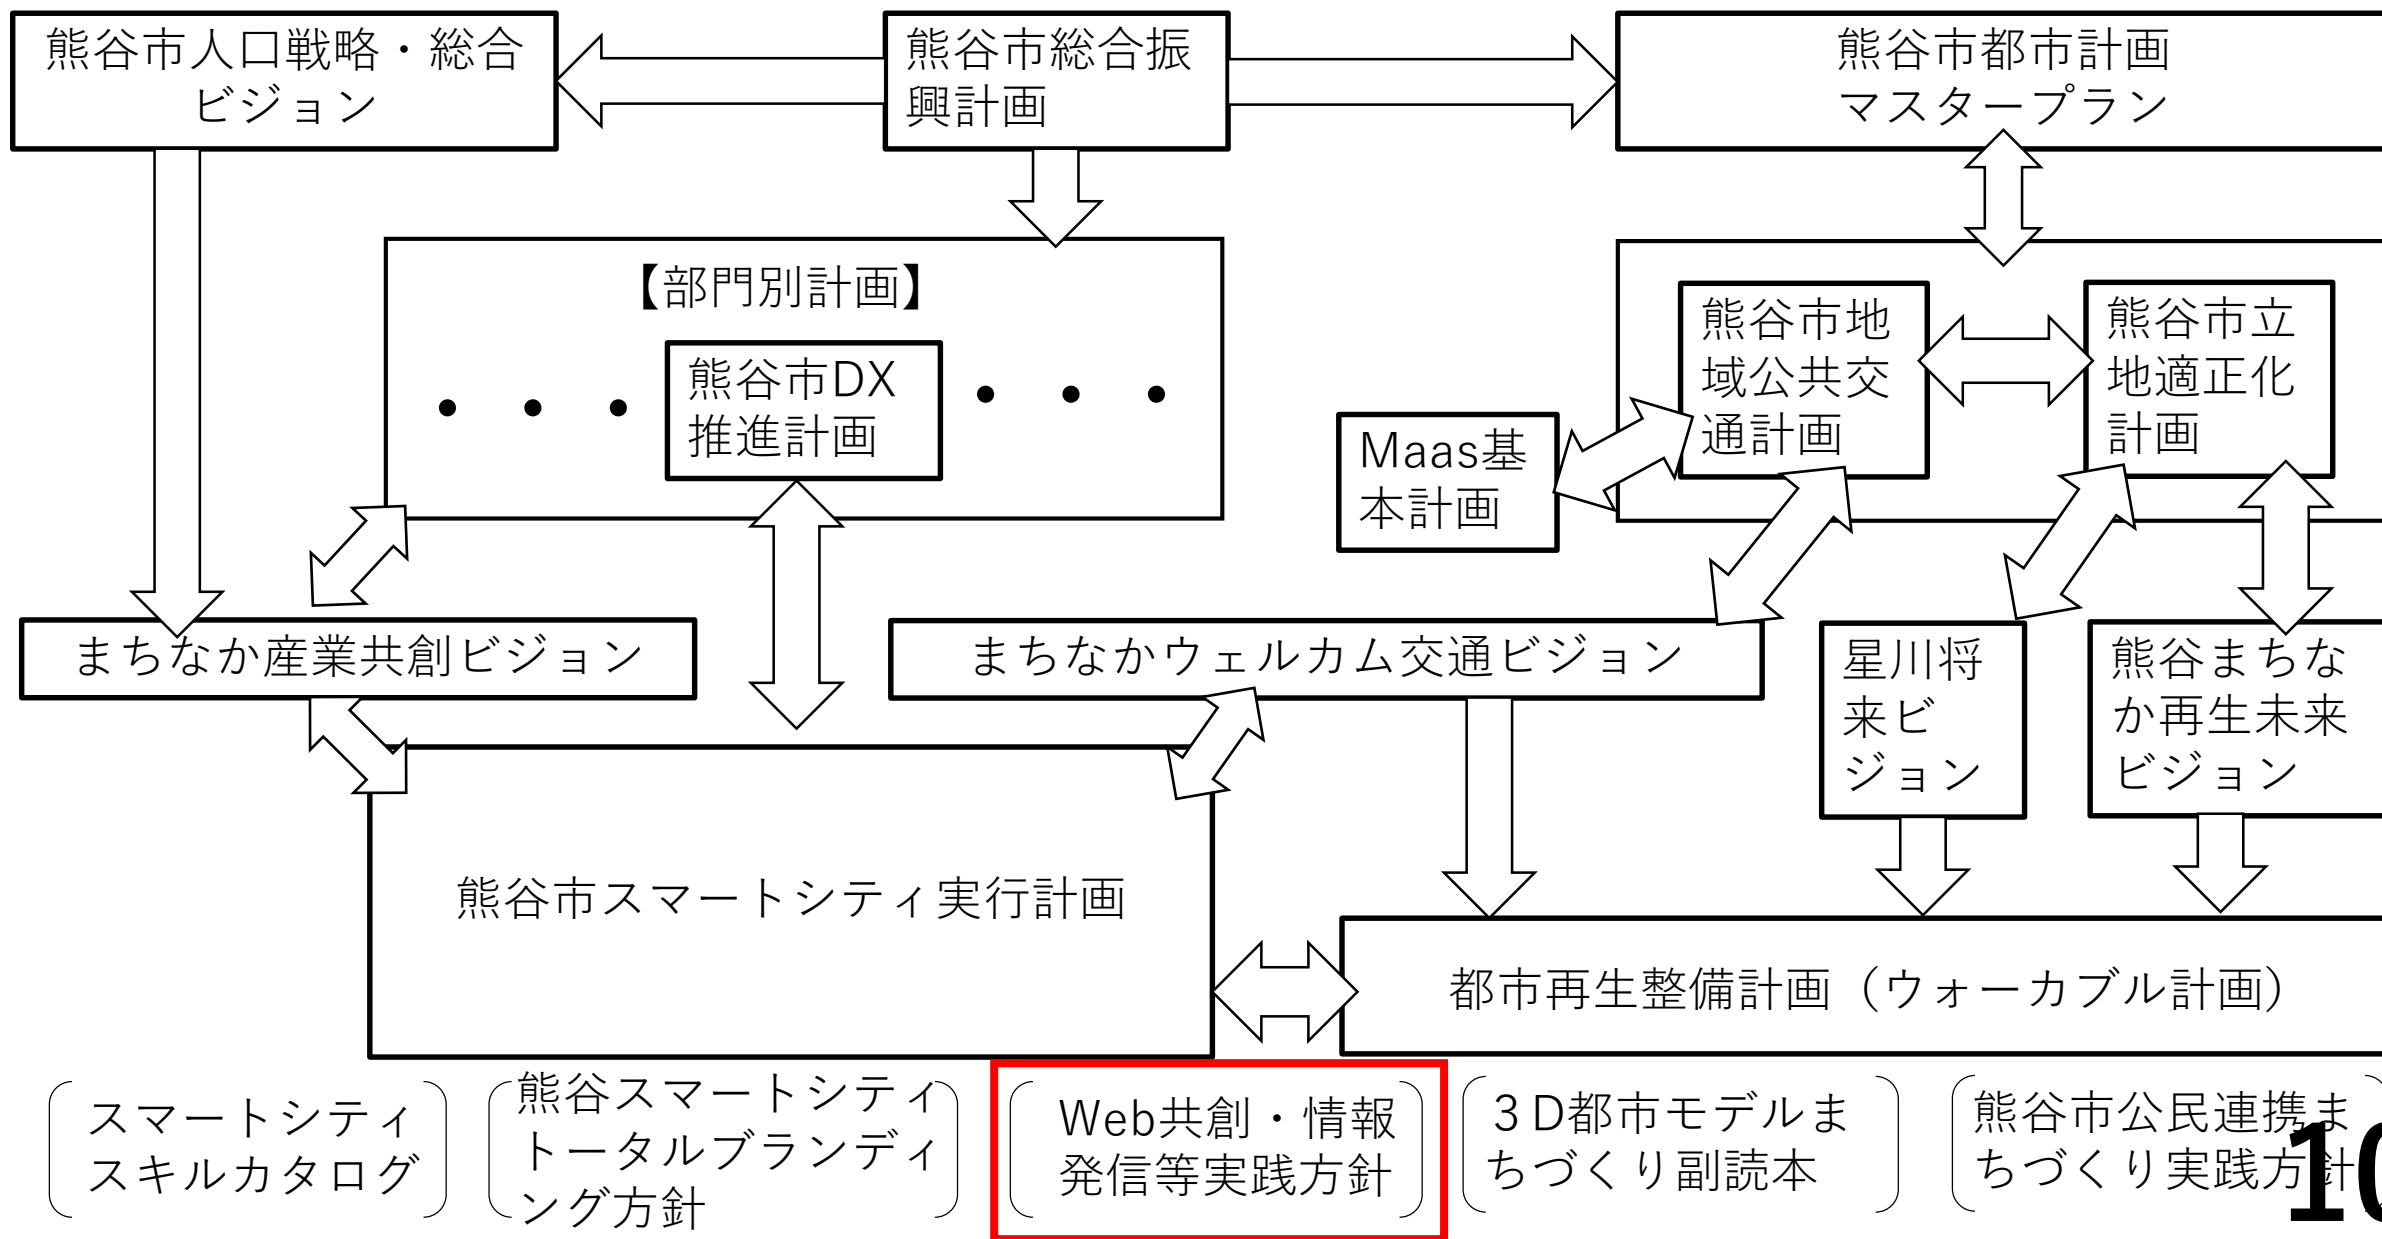 熊谷市人口戦略・総合
ビジョン
熊谷市総合振
興計画
熊谷市都市計画
マスタープラン
【部門別計画】
・・・
熊谷市DX
推進計画
・・・
熊谷市地
域公共交
通計画
熊谷市立
地適正化
計画
Maas基
本計画
まちなか産業共創ビジョン
まちなかウェルカム交通ビジョン
星川将
来ビ
ジョン
熊谷まちな
か再生未来
ビジョン
熊谷市スマートシティ実行計画
都市再生整備計画（ウォーカブル計画）
スマートシティ
スキルカタログ
熊谷スマートシティ
トータルブランディ
ング方針
Web共創・情報
発信等実践方針
３D都市モデルま
ちづくり副読本
熊谷市公民連携ま
ちづくり実践方針
10